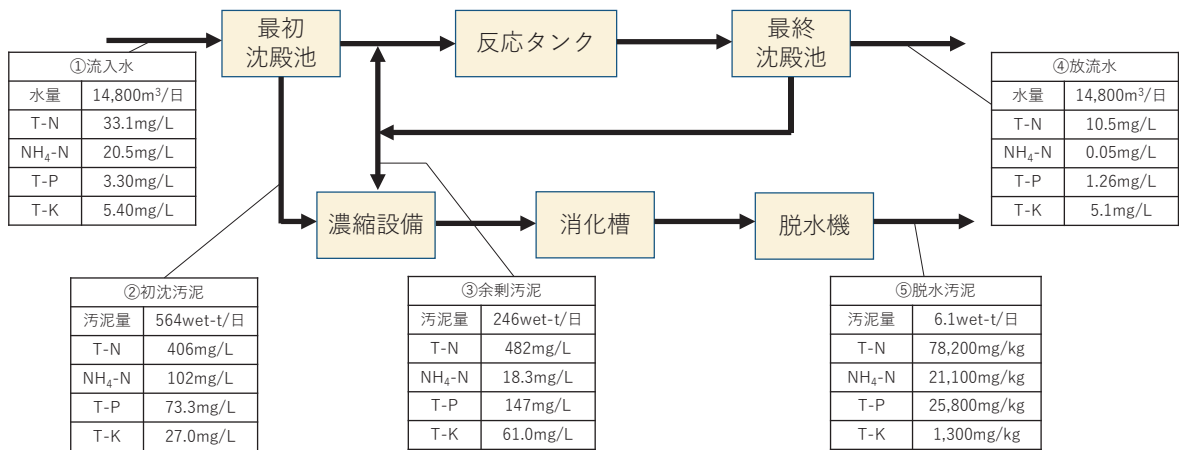 最初
沈殿池
反応タンク
最終
沈殿池
①流入水
水量 14,800m³/日
T-N 33.1mg/L
NH₄-N 20.5mg/L
T-P 3.30mg/L
T-K 5.40mg/L
④放流水
水量 14,800m³/日
T-N 10.5mg/L
NH₄-N 0.05mg/L
T-P 1.26mg/L
T-K 5.1mg/L
濃縮設備
消化槽
脱水機
②初沈汚泥
汚泥量 564wet-t/日
T-N 406mg/L
NH₄-N 102mg/L
T-P 73.3mg/L
T-K 27.0mg/L
③余剰汚泥
汚泥量 246wet-t/日
T-N 482mg/L
NH₄-N 18.3mg/L
T-P 147mg/L
T-K 61.0mg/L
⑤脱水汚泥
汚泥量 6.1wet-t/日
T-N 78,200mg/kg
NH₄-N 21,100mg/kg
T-P 25,800mg/kg
T-K 1,300mg/kg